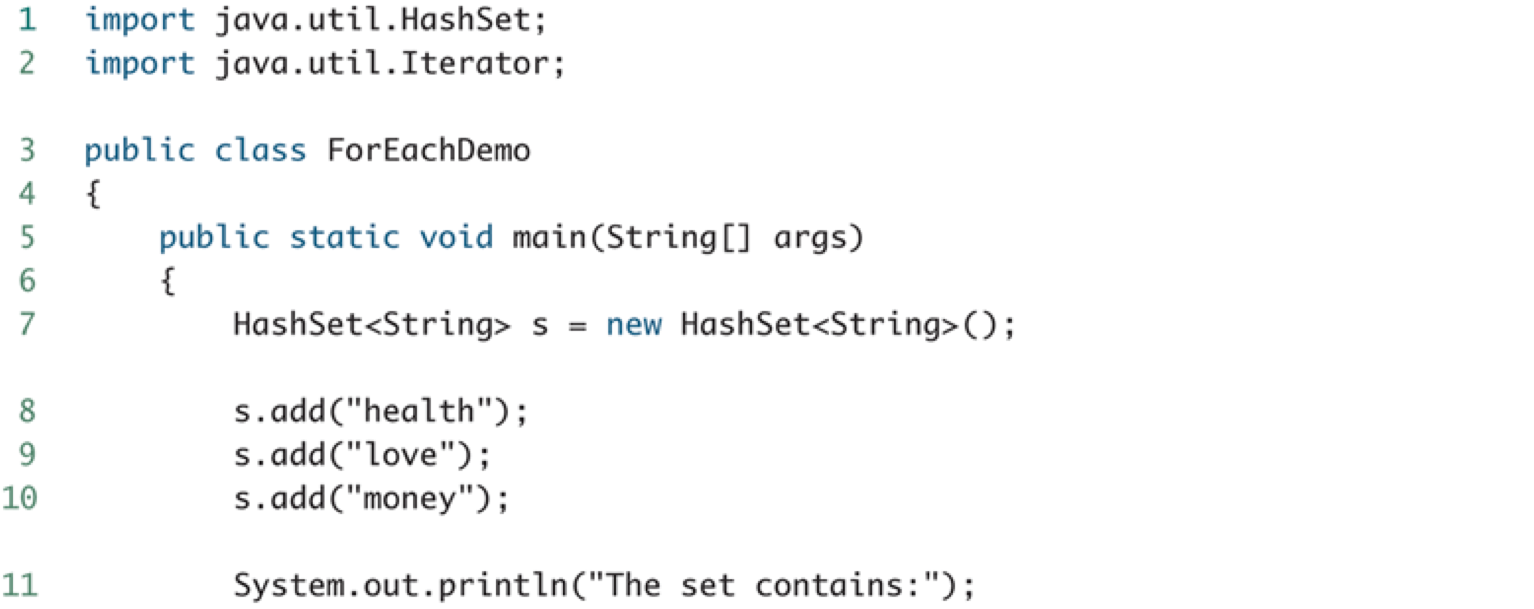 1 import java.util.HashSet;
2 import java.util.Iterator;
3 public class ForEachDemo
4 {
5 public static void main(String[] args)
6 {
7 HashSet<String> s = new HashSet<String>();
8 s.add("health");
9 s.add("love");
10 s.add("money");
11 System.out.println("The set contains:");